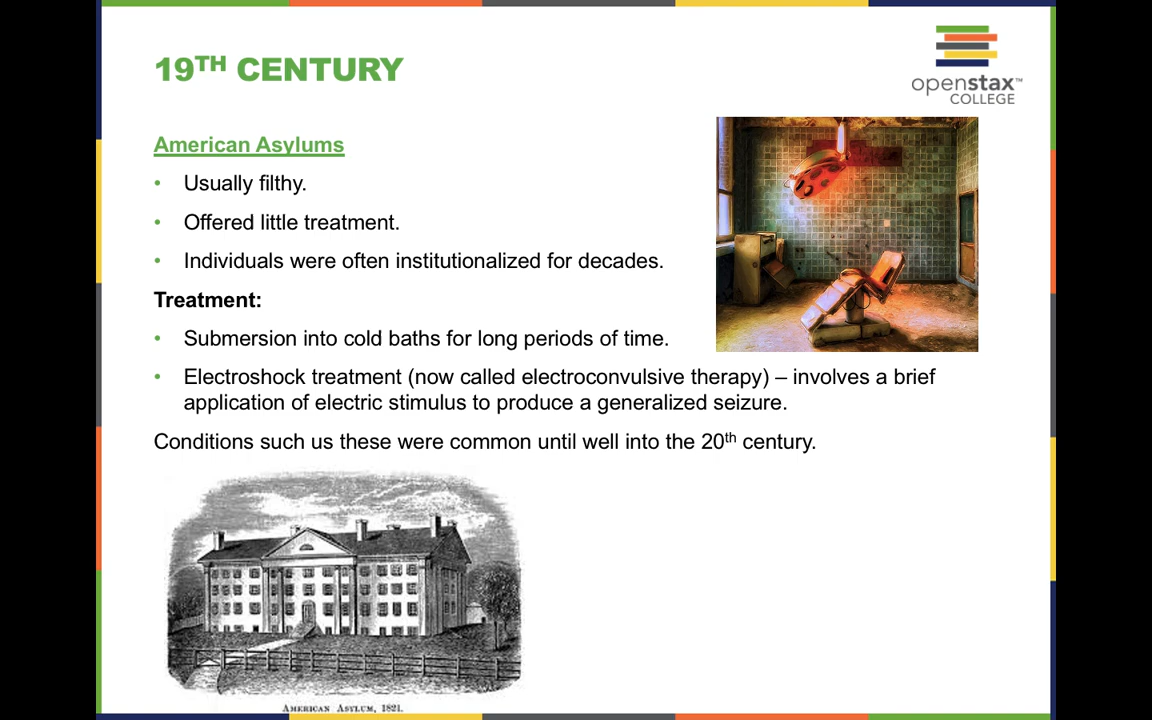 19TH CENTURY
openstax™
COLLEGE
American Asylums
• Usually filthy.
• Offered little treatment.
• Individuals were often institutionalized for decades.
Treatment:
• Submersion into cold baths for long periods of time.
• Electroshock treatment (now called electroconvulsive therapy) – involves a brief
application of electric stimulus to produce a generalized seizure.
Conditions such us these were common until well into the 20th century.
AMERICAN ASYLUM, 1821.